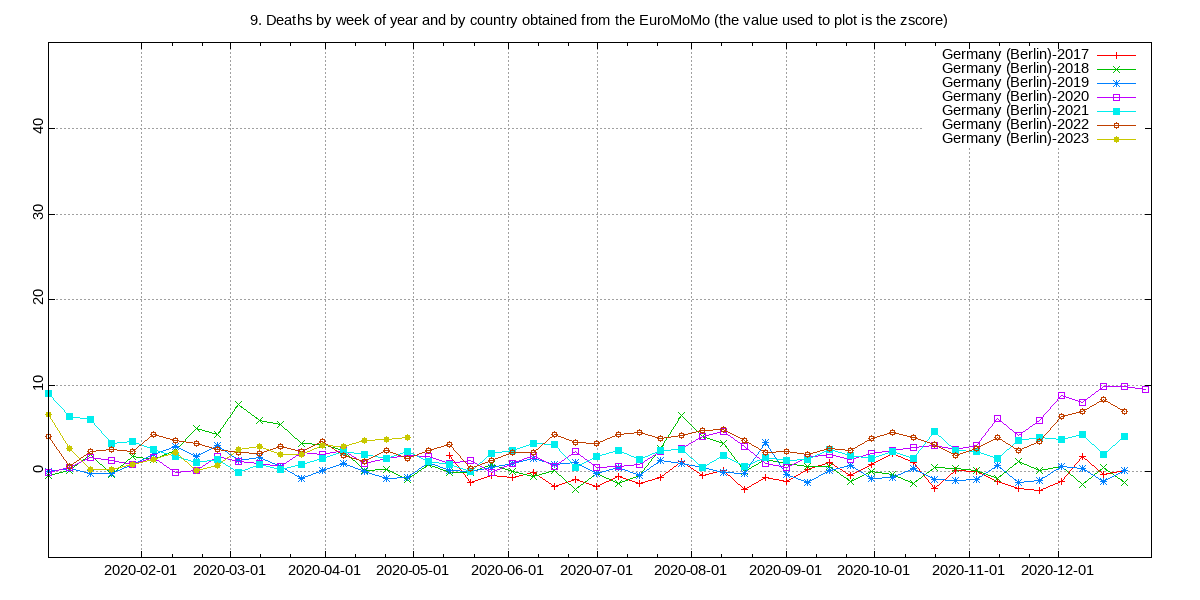 9. Deaths by week of year and by country obtained from the EuroMoMo (the value used to plot is the zscore)
Germany (Berlin)-2017
Germany (Berlin)-2018
Germany (Berlin)-2019
Germany (Berlin)-2020
Germany (Berlin)-2021
Germany (Berlin)-2022
Germany (Berlin)-2023
40
30
20
10
0
2020-02-01 2020-03-01 2020-04-01 2020-05-01 2020-06-01 2020-07-01 2020-08-01 2020-09-01 2020-10-01 2020-11-01 2020-12-01